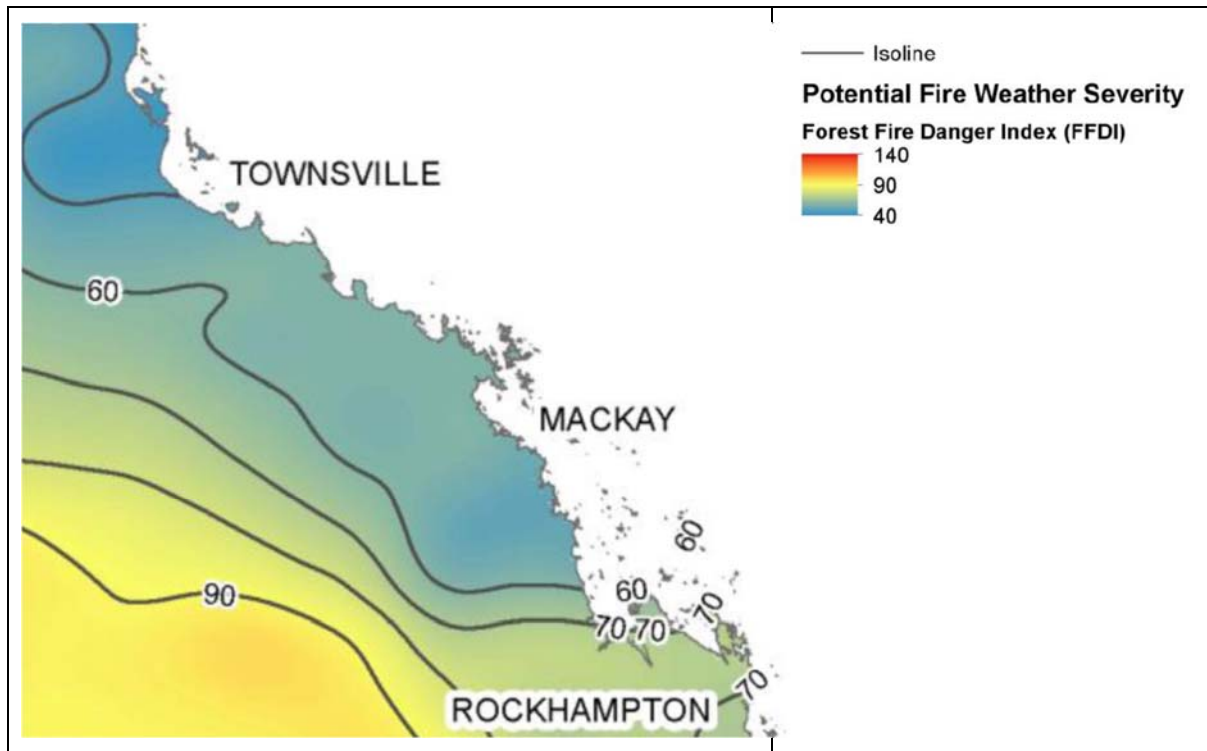 Isoline
Potential Fire Weather Severity
Forest Fire Danger Index (FFDI)
140
90
40
TOWNSVILLE
60
MACKAY
60
60
90
70
70 70
70
ROCKHAMPTON